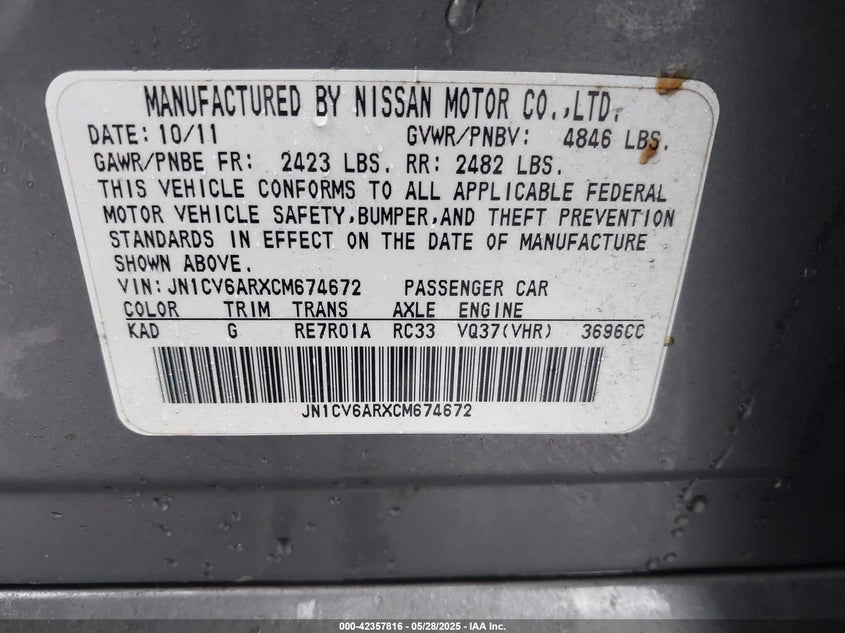 MANUFACTURED BY NISSAN MOTOR CO.,LTD.
DATE: 10/11 GVWR/PNBV: 4846 LBS.
GAWR/PNBE FR: 2423 LBS. RR: 2482 LBS.
THIS VEHICLE CONFORMS TO ALL APPLICABLE FEDERAL
MOTOR VEHICLE SAFETY,BUMPER,AND THEFT PREVENTION
STANDARDS IN EFFECT ON THE DATE OF MANUFACTURE
SHOWN ABOVE.
VIN: JN1CV6ARXCM674672 PASSENGER CAR
COLOR TRIM TRANS AXLE ENGINE
KAD G RE7R01A RC33 VQ37(VHR) 3696CC
JN1CV6ARXCM674672
000-42357816 - 05/28/2025 - IAA Inc.